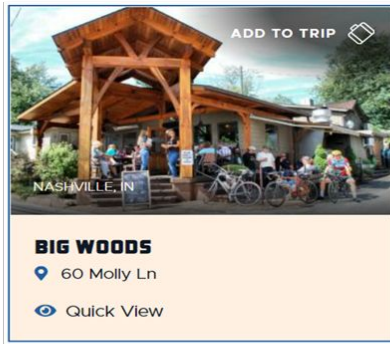 ADD TO TRIP
NASHVILLE, IN
BIG WOODS
60 Molly Ln
Quick View